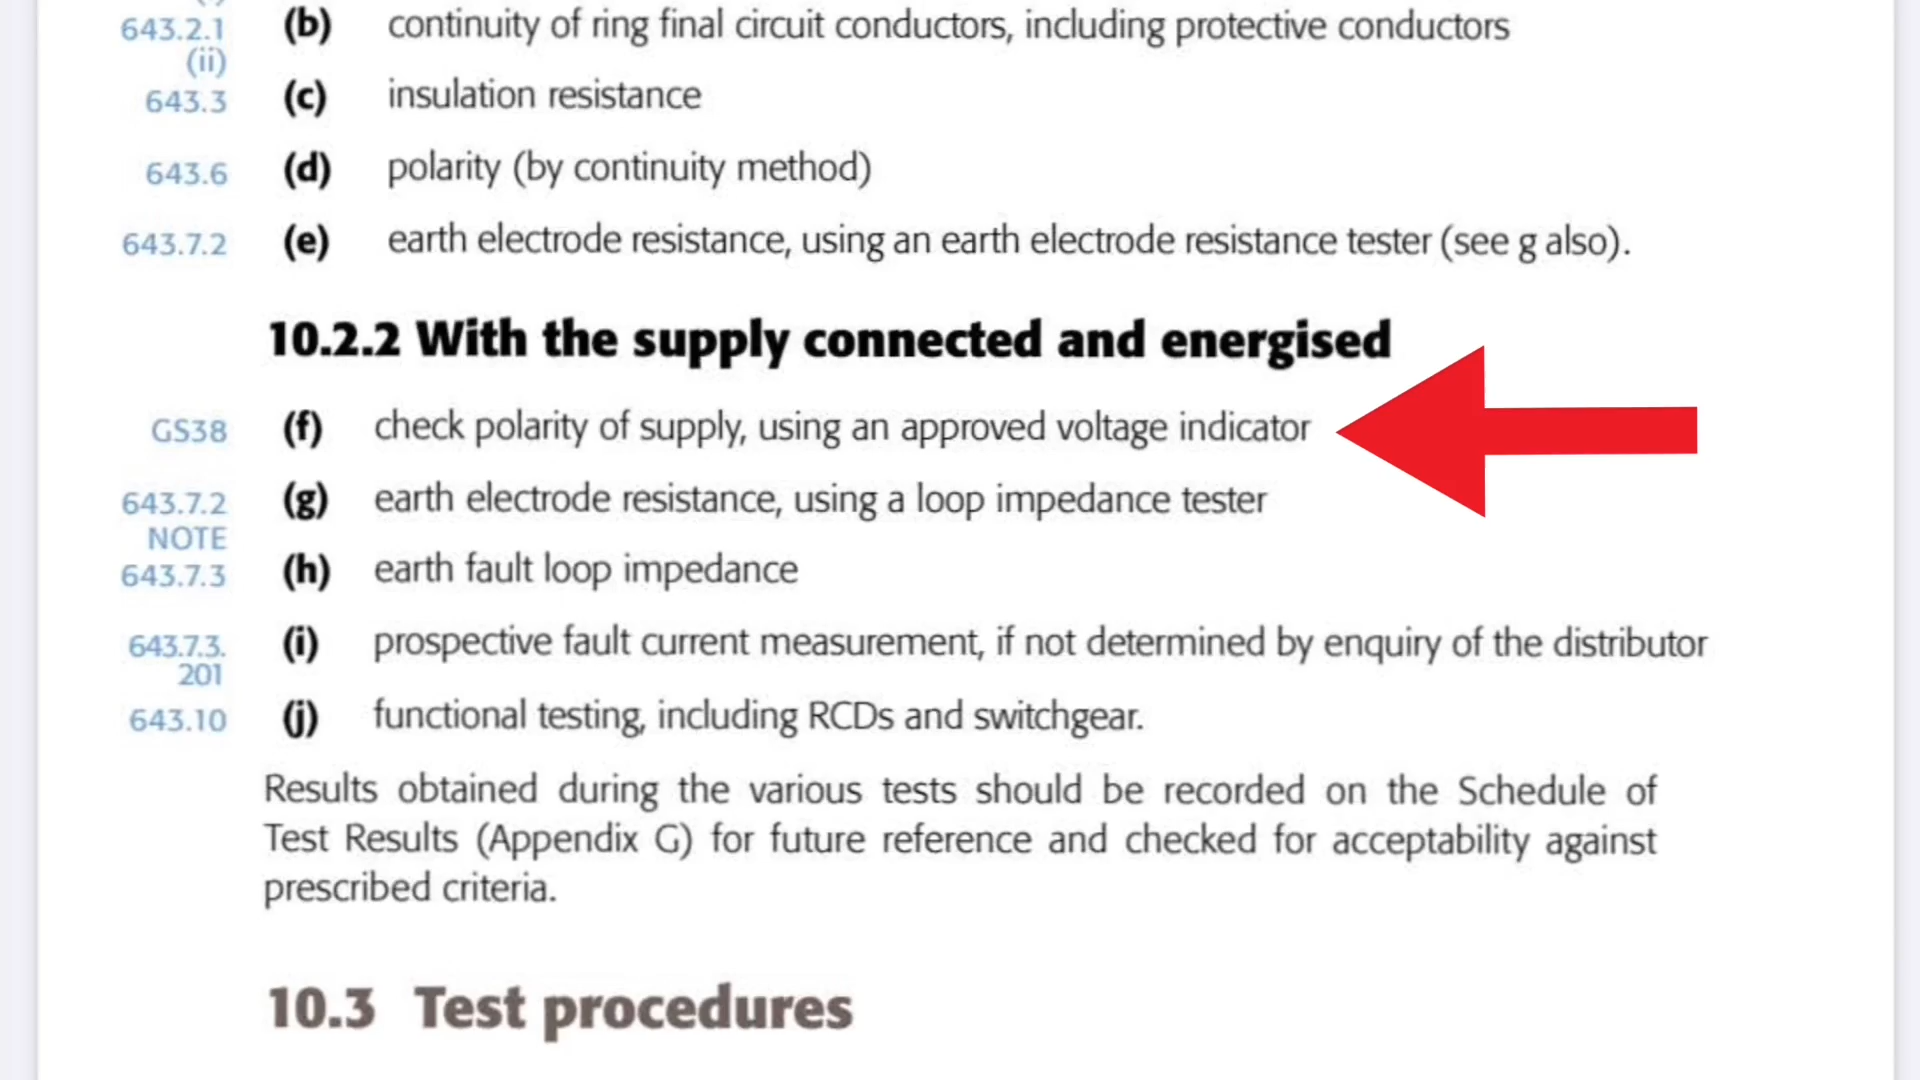 643.2.1 (b) continuity of ring final circuit conductors, including protective conductors
(ii)
643.3 (c) insulation resistance
643.6 (d) polarity (by continuity method)
643.7.2 (e) earth electrode resistance, using an earth electrode resistance tester (see g also).
10.2.2 With the supply connected and energised
GS38 (f) check polarity of supply, using an approved voltage indicator
643.7.2 (g) earth electrode resistance, using a loop impedance tester
NOTE
643.7.3 (h) earth fault loop impedance
643.7.3. (i) prospective fault current measurement, if not determined by enquiry of the distributor
201
643.10 (j) functional testing, including RCDs and switchgear.
Results obtained during the various tests should be recorded on the Schedule of
Test Results (Appendix G) for future reference and checked for acceptability against
prescribed criteria.
10.3 Test procedures